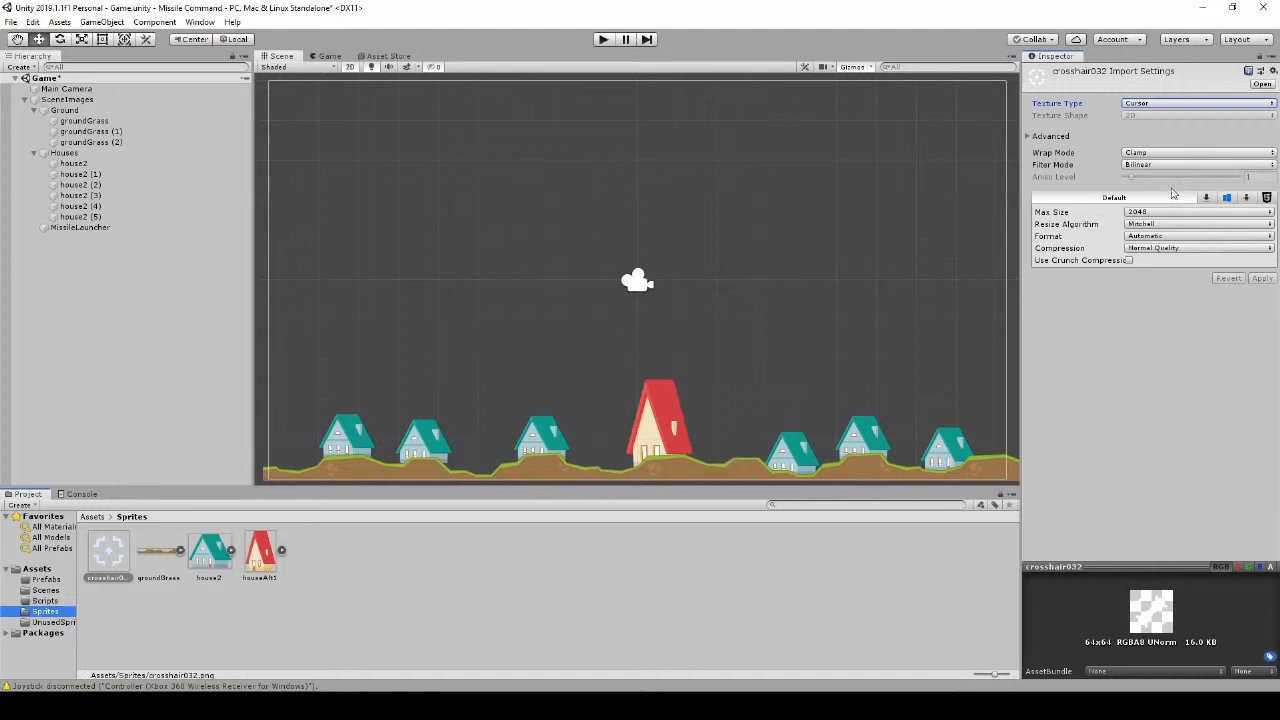 Unity 2019.1.1f1 Personal - Game.unity - Missile Command - PC, Mac & Linux Standalone* <DX11>
File Edit Assets GameObject Component Window Help
Center Local Collab Account Layers Layout
Hierarchy Scene Game Asset Store Inspector
Create All Shaded 2D 0 Gizmos All
crosshair032 Import Settings
Open
Game*
Main Camera
SceneImages
Ground
groundGrass
groundGrass (1)
groundGrass (2)
Houses
house2
house2 (1)
house2 (2)
house2 (3)
house2 (4)
house2 (5)
MissileLauncher
Texture Type Cursor
Texture Shape 2D
Advanced
Wrap Mode Clamp
Filter Mode Bilinear
Aniso Level 1
Default
Max Size 2048
Resize Algorithm Mitchell
Format Automatic
Compression Normal Quality
Use Crunch Compressio
Revert Apply
Project Console
Create
Favorites
All Material
All Models
All Prefabs
Assets
Prefabs
Scenes
Scripts
Sprites
UnusedSpri
Packages
Assets Sprites
crosshair0... groundGrass house2 houseAlt1
Assets/Sprites/crosshair032.png
crosshair032 RGB R G B A
64x64 RGBA8 UNorm 16.0 KB
AssetBundle None None
Joystick disconnected ("Controller (Xbox 360 Wireless Receiver for Windows)").